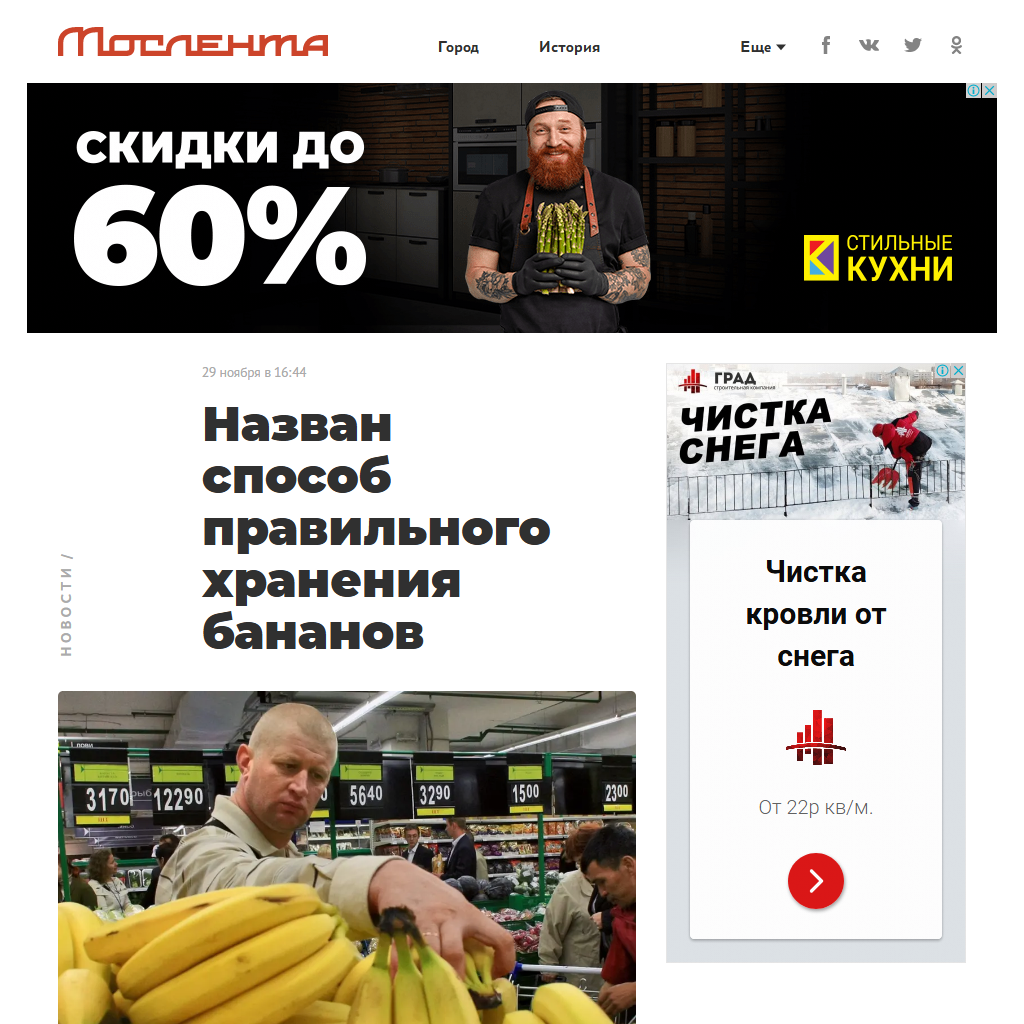 Мослента
Город
История
Еще
СКИДКИ ДО
60%
СТИЛЬНЫЕ
КУХНИ
29 ноября в 16:44
Назван
способ
правильного
хранения
бананов
НОВОСТИ /
ГРАД
строительная компания
ЧИСТКА
СНЕГА
Чистка
кровли от
снега
От 22р кв/м.
3170
12290
5640
3290
1500
2300